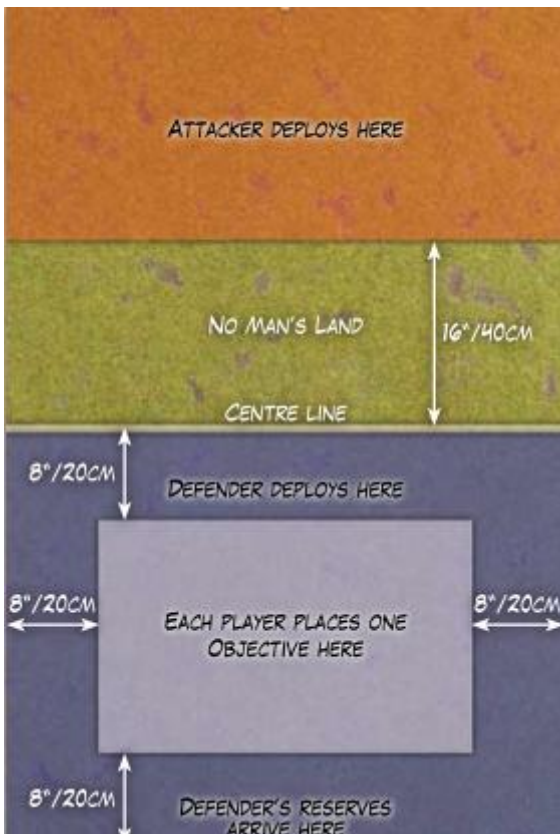 ATTACKER DEPLOYS HERE
NO MAN'S LAND
16"/40CM
CENTRE LINE
8"/20CM
DEFENDER DEPLOYS HERE
8"/20CM
EACH PLAYER PLACES ONE
OBJECTIVE HERE
8"/20CM
8"/20CM
DEFENDER'S RESERVES
ARRIVE HERE